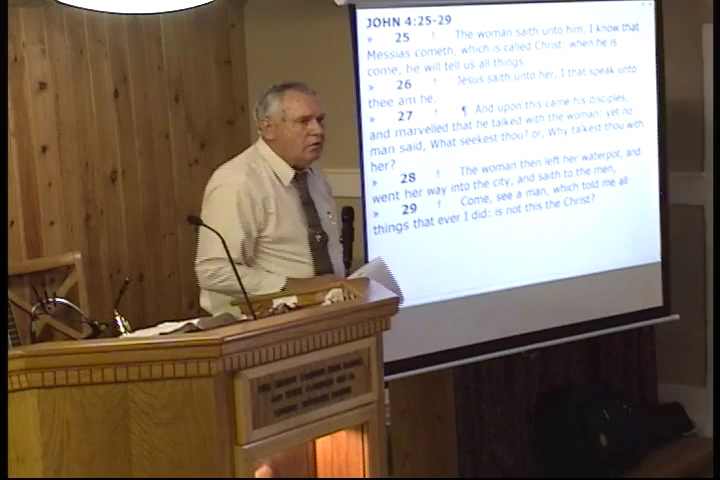 JOHN 4:25-29
» 25 ↑ The woman saith unto him, I know that
Messias cometh, which is called Christ: when he is
come, he will tell us all things.
» 26 ↑ Jesus saith unto her, I that speak unto
thee am he.
» 27 ↑ ¶ And upon this came his disciples,
and marvelled that he talked with the woman: yet no
man said, What seekest thou? or, Why talkest thou with
her?
» 28 ↑ The woman then left her waterpot, and
went her way into the city, and saith to the men,
» 29 ↑ Come, see a man, which told me all
things that ever I did: is not this the Christ?